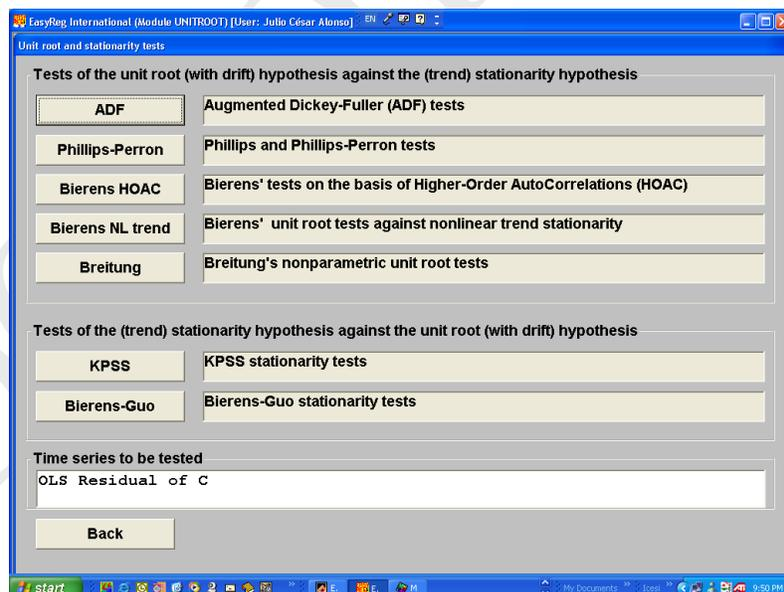 EasyReg International (Module UNITROOT) [User: Julio César Alonso]
EN
Unit root and stationarity tests
Tests of the unit root (with drift) hypothesis against the (trend) stationarity hypothesis
ADF Augmented Dickey-Fuller (ADF) tests
Phillips-Perron Phillips and Phillips-Perron tests
Bierens HOAC Bierens' tests on the basis of Higher-Order AutoCorrelations (HOAC)
Bierens NL trend Bierens' unit root tests against nonlinear trend stationarity
Breitung Breitung's nonparametric unit root tests
Tests of the (trend) stationarity hypothesis against the unit root (with drift) hypothesis
KPSS KPSS stationarity tests
Bierens-Guo Bierens-Guo stationarity tests
Time series to be tested
OLS Residual of C
Back
start E. E. M My Documents » Icesi » 9:50 PM